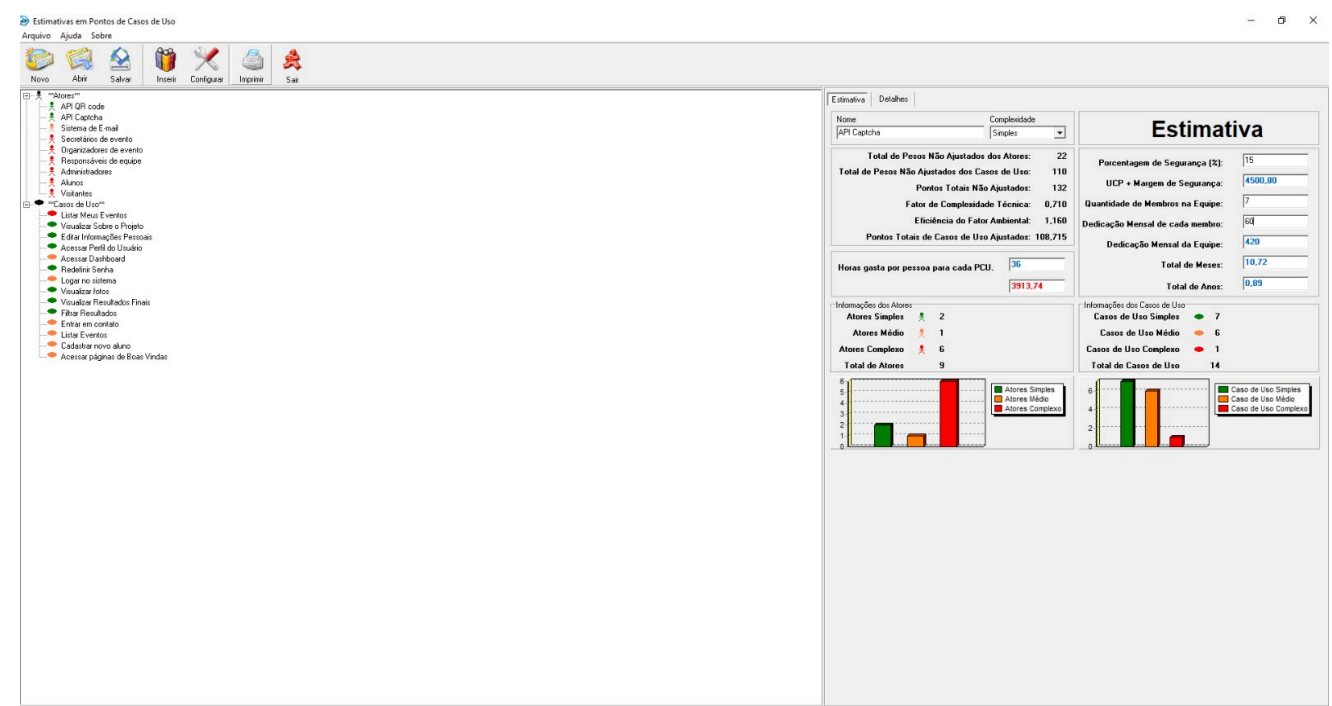 Estimativas em Pontos de Casos de Uso
Arquivo Ajuda Sobre
Novo Abrir Salvar Inserir Configurar Imprimir Sair
""Atores""
API QR code
API Captcha
Sistema de E-mail
Secretários de evento
Organizadores de evento
Responsáveis de equipe
Administradores
Alunos
Visitantes
""Casos de Uso""
Listar Meus Eventos
Visualizar Sobre o Projeto
Editar Informações Pessoais
Acessar Perfil do Usuário
Acessar Dashboard
Redefinir Senha
Logar no sistema
Visualizar fotos
Visualizar Resultados Finais
Filtrar Resultados
Entrar em contato
Listar Eventos
Cadastrar novo aluno
Acessar páginas de Boas Vindas
Estimativa Detalhes
Nome Complexidade
API Captcha Simples
Total de Pesos Não Ajustados dos Atores: 22
Total de Pesos Não Ajustados dos Casos de Uso: 110
Pontos Totais Não Ajustados: 132
Fator de Complexidade Técnica: 0,710
Eficiência do Fator Ambiental: 1,160
Pontos Totais de Casos de Uso Ajustados: 108,715
Horas gasta por pessoa para cada PCU. 36
3913,74
Informações dos Atores
Atores Simples 2
Atores Médio 1
Atores Complexo 6
Total de Atores 9
6
5
4
3
2
1
0
Atores Simples
Atores Médio
Atores Complexo
Estimativa
Porcentagem de Segurança (%): 15
UCP + Margem de Segurança: 4500,80
Quantidade de Membros na Equipe: 7
Dedicação Mensal de cada membro: 60
Dedicação Mensal da Equipe: 420
Total de Meses: 10,72
Total de Anos: 0,89
Informações dos Casos de Uso
Casos de Uso Simples 7
Casos de Uso Médio 6
Casos de Uso Complexo 1
Total de Casos de Uso 14
6
4
2
0
Caso de Uso Simples
Caso de Uso Médio
Caso de Uso Complexo